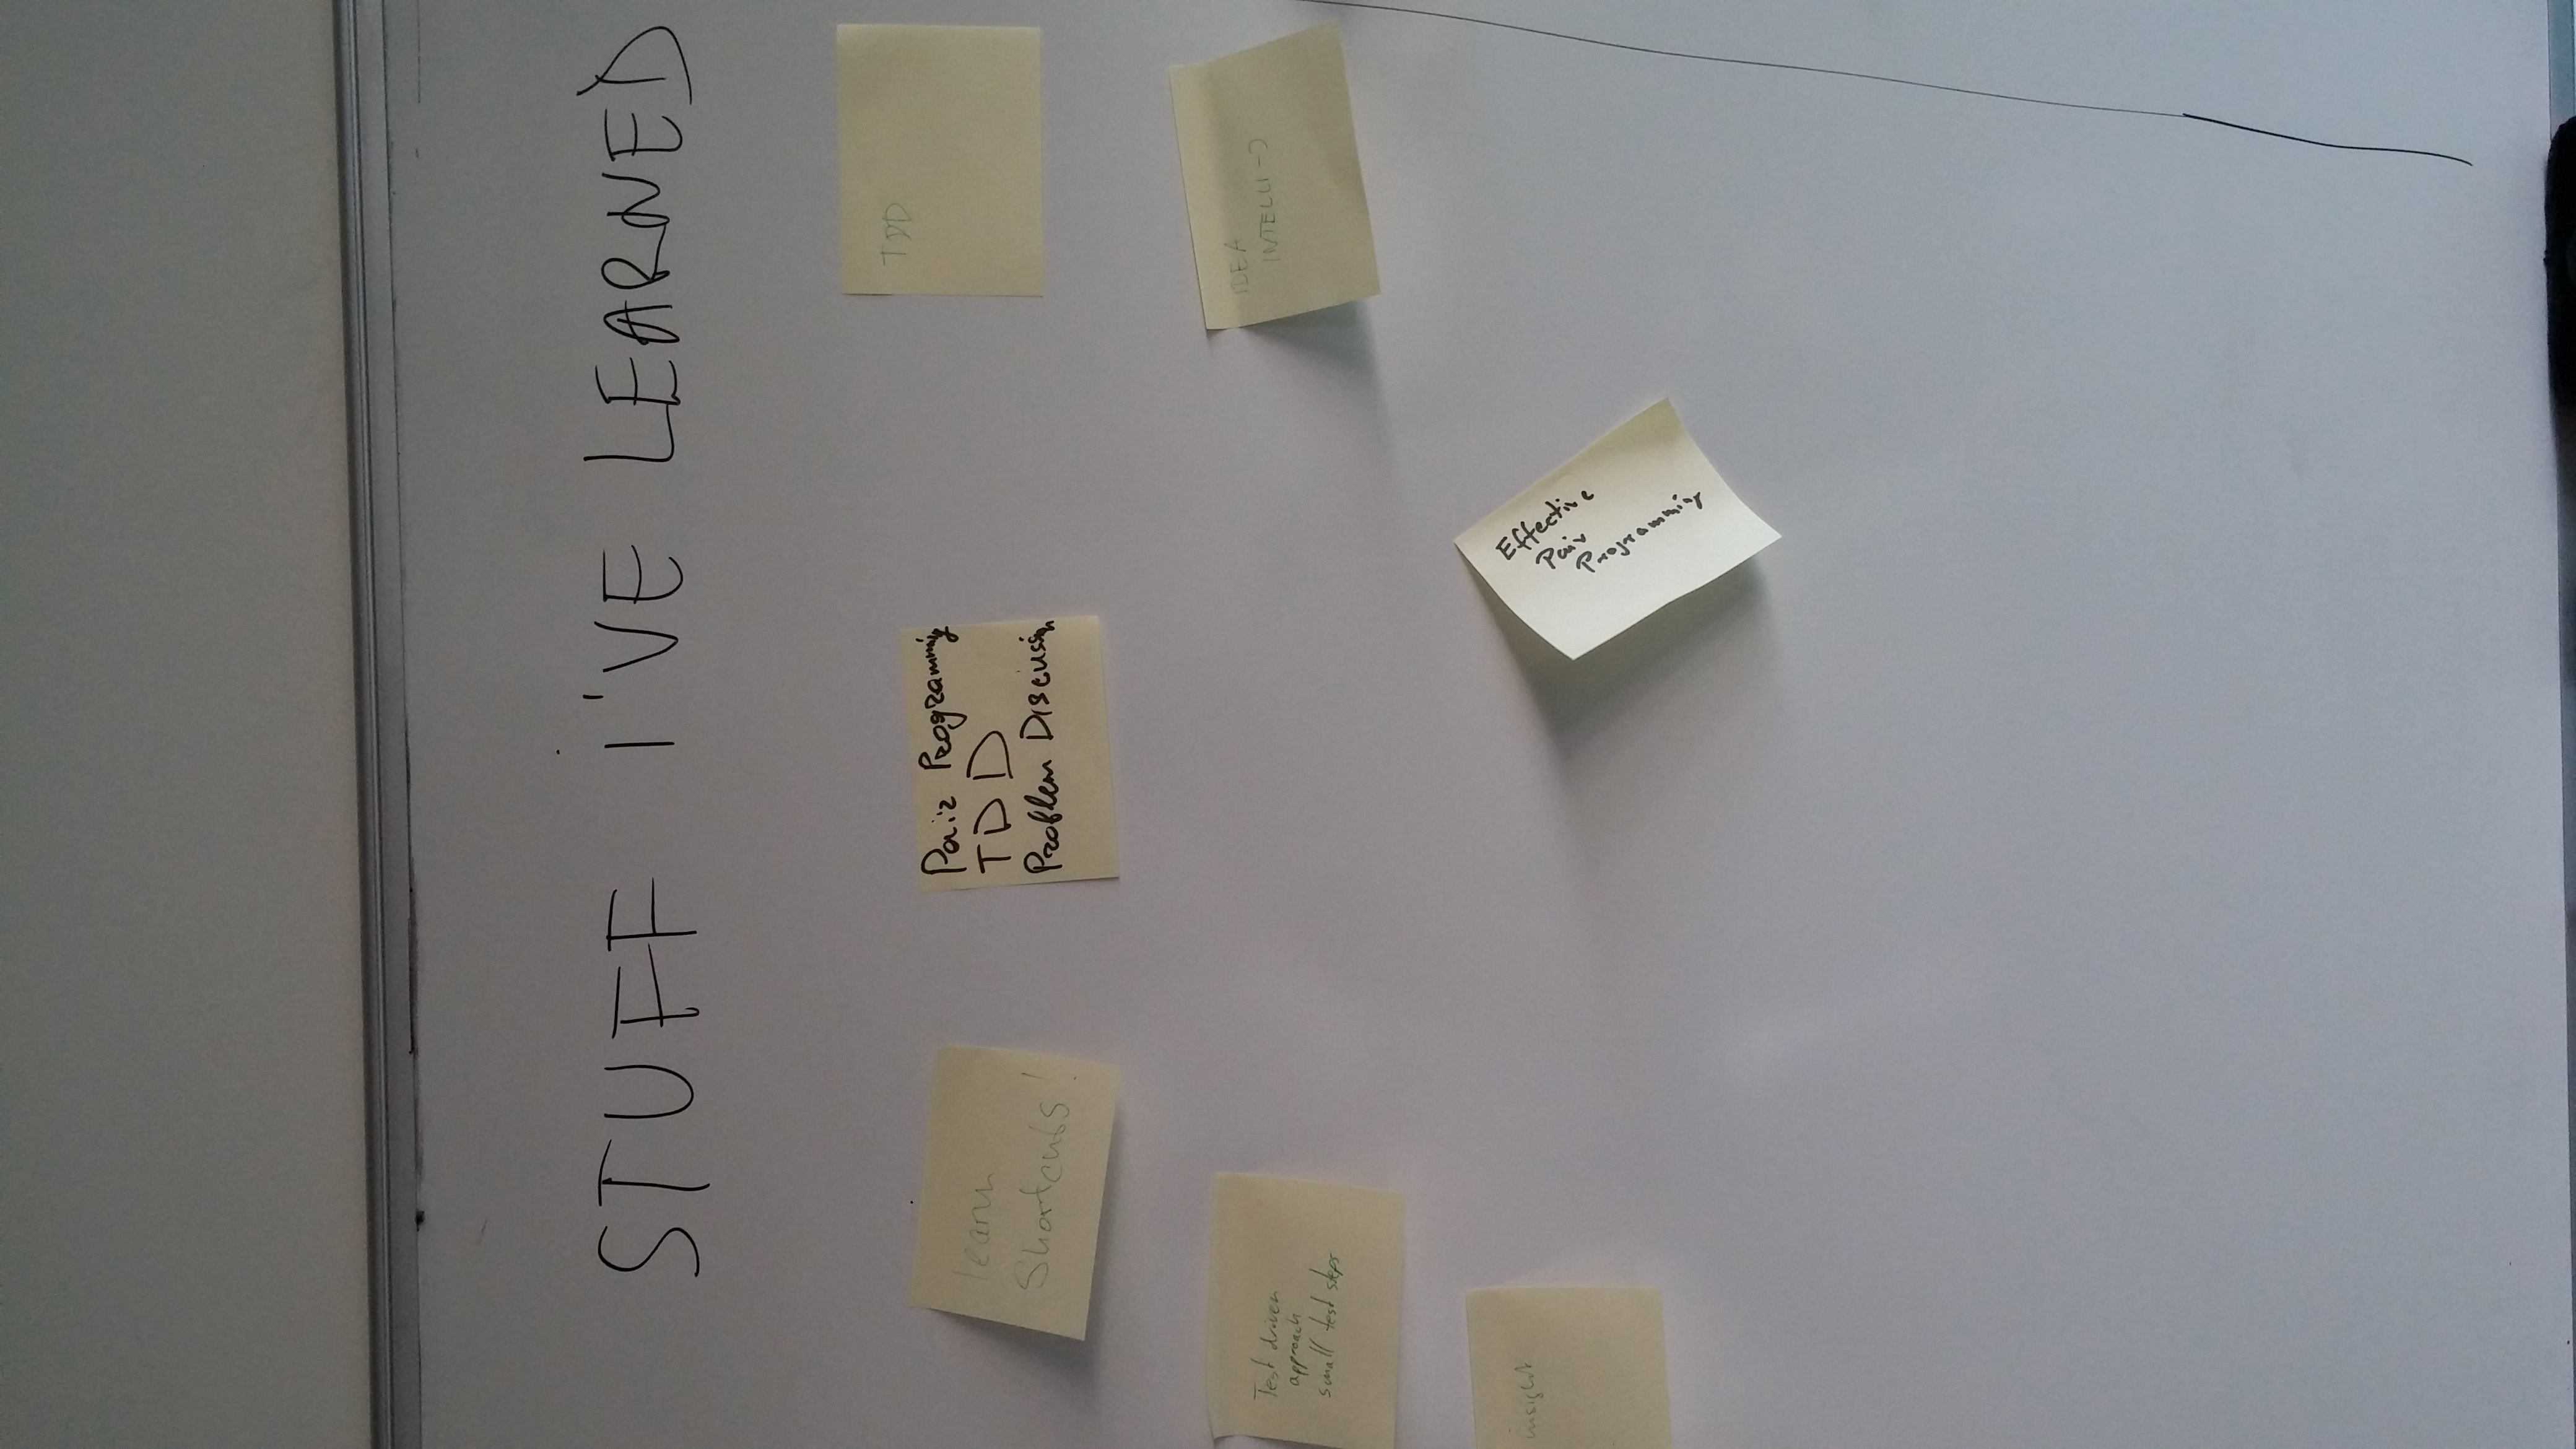 STUFF I'VE LEARNED
learn
Shortcuts!
Pair Programming
TDD
Problem Discussion
TDD
Test driven
approach
small test steps
IDEA
INTELLI-J
insight
Effective
Pair
Programming